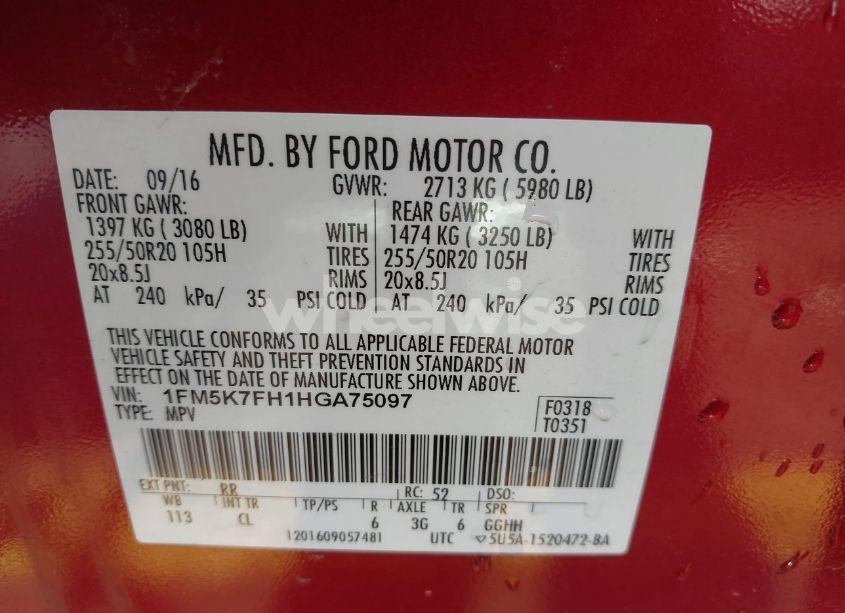 MFD. BY FORD MOTOR CO.
DATE: 09/16 GVWR: 2713 KG ( 5980 LB)
FRONT GAWR: REAR GAWR:
1397 KG ( 3080 LB) WITH 1474 KG ( 3250 LB) WITH
255/50R20 105H TIRES 255/50R20 105H TIRES
20x8.5J RIMS 20x8.5J RIMS
AT 240 kPa/ 35 PSI COLD AT 240 kPa/ 35 PSI COLD
wheelwise
THIS VEHICLE CONFORMS TO ALL APPLICABLE FEDERAL MOTOR
VEHICLE SAFETY AND THEFT PREVENTION STANDARDS IN
EFFECT ON THE DATE OF MANUFACTURE SHOWN ABOVE.
VIN: 1FM5K7FH1HGA75097
TYPE: MPV
F0318
T0351
EXT PNT: RR RC: 52 DSO:
WB INT TR TP/PS R AXLE TR SPR
113 CL 6 3G 6 GGHH
1201609057481 UTC 5U5A-1520472-BA